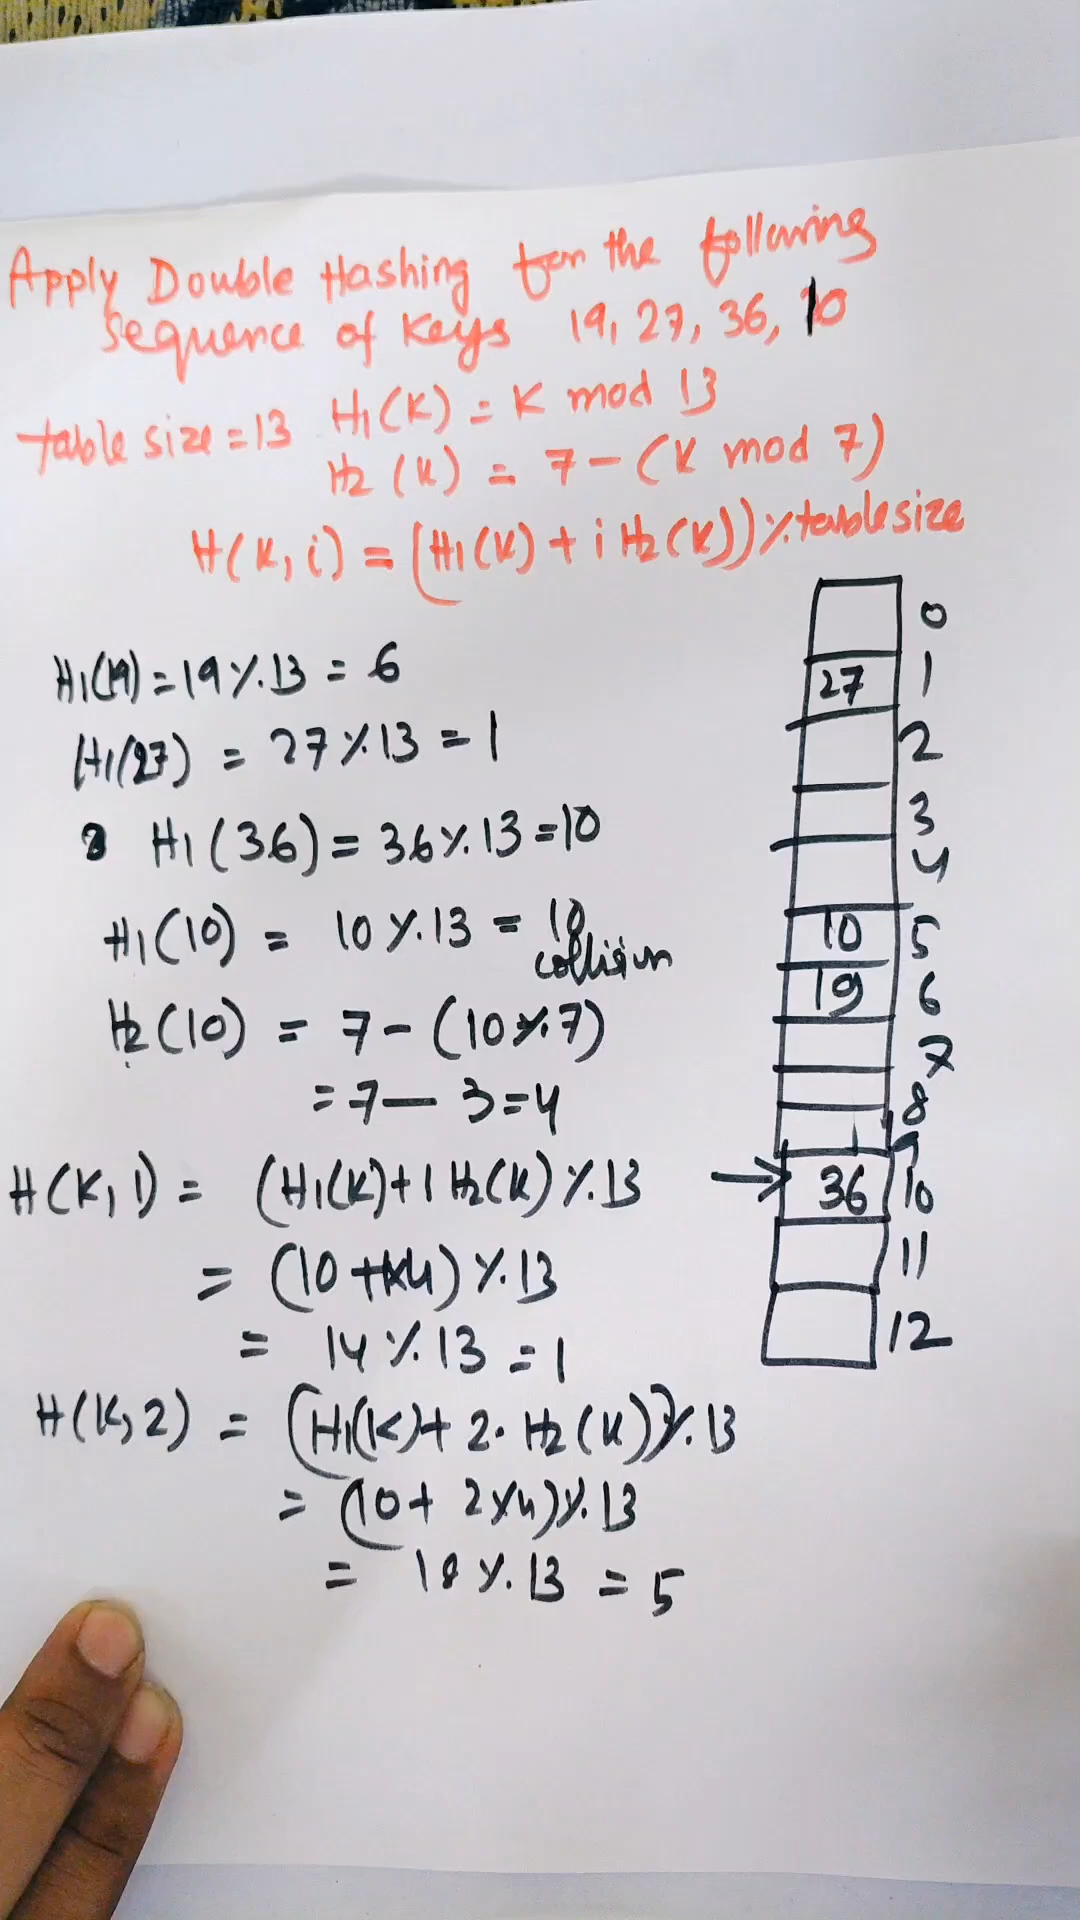 Apply Double Hashing for the following
sequence of Keys 19, 27, 36, 10
table size = 13 H1(K) = K mod 13
H2 (K) = 7 - (K mod 7)
H(K, i) = (H1(K) + i H2(K)) % table size
H1(19) = 19 % 13 = 6
H1(27) = 27 % 13 = 1
H1(36) = 36 % 13 = 10
H1(10) = 10 % 13 = 10
collision
H2(10) = 7 - (10 % 7)
= 7 - 3 = 4
H(K, 1) = (H1(K) + 1 H2(K) % 13
= (10 + 1x4) % 13
= 14 % 13 = 1
H(K, 2) = (H1(K) + 2 . H2(K)) % 13
= (10 + 2x4) % 13
= 18 % 13 = 5
0
27 1
2
3
4
10 5
19 6
7
8
9
→ 36 10
11
12